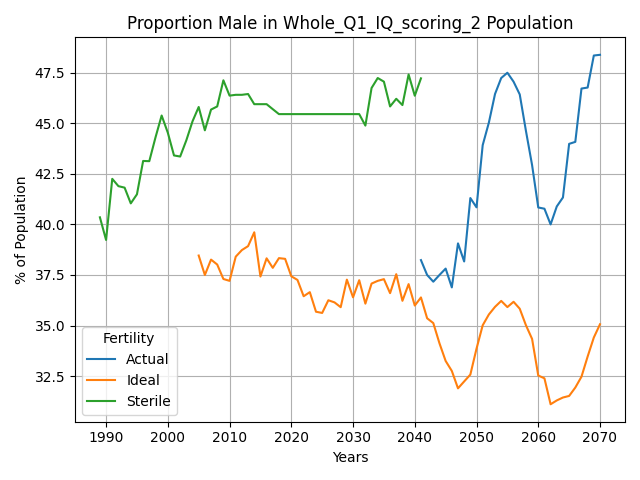 Proportion Male in Whole_Q1_IQ_scoring_2 Population
% of Population
47.5
45.0
42.5
40.0
37.5
35.0
32.5
Fertility
Actual
Ideal
Sterile
1990 2000 2010 2020 2030 2040 2050 2060 2070
Years